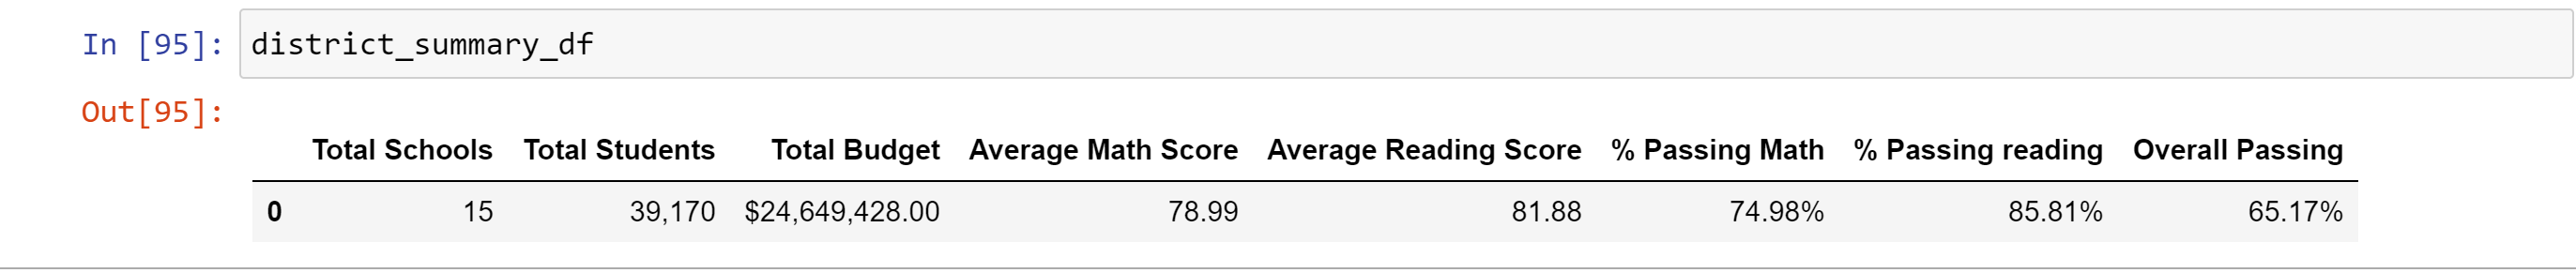 In [95]: district_summary_df
Out[95]:
Total Schools Total Students Total Budget Average Math Score Average Reading Score % Passing Math % Passing reading Overall Passing
0 15 39,170 $24,649,428.00 78.99 81.88 74.98% 85.81% 65.17%